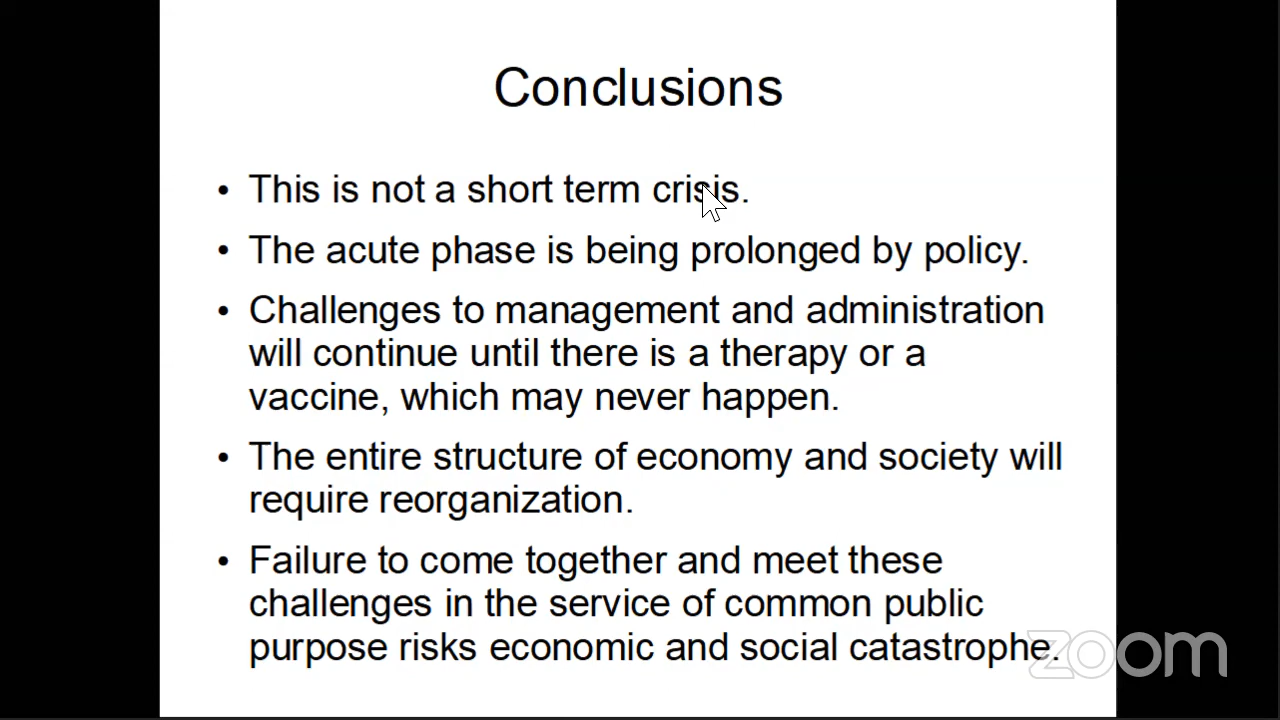 Conclusions
• This is not a short term crisis.
• The acute phase is being prolonged by policy.
• Challenges to management and administration
will continue until there is a therapy or a
vaccine, which may never happen.
• The entire structure of economy and society will
require reorganization.
• Failure to come together and meet these
challenges in the service of common public
purpose risks economic and social catastrophe.
zoom